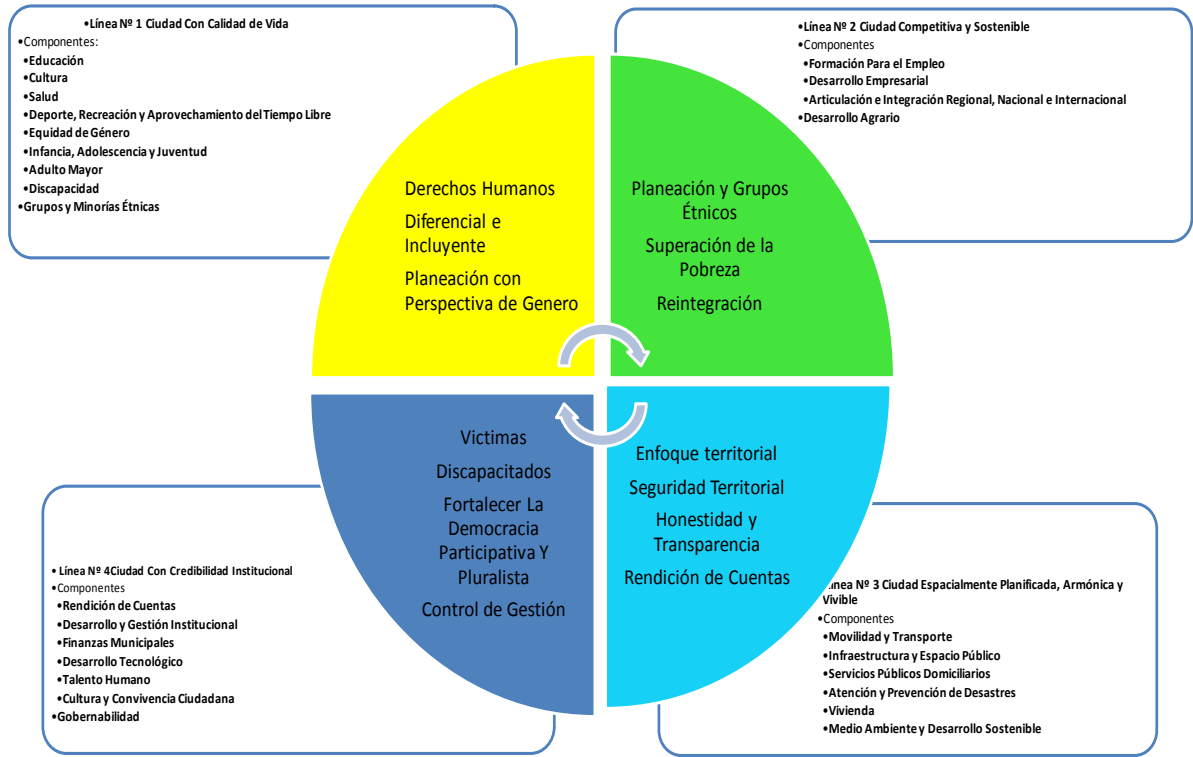 •Línea Nº 1 Ciudad Con Calidad de Vida
•Componentes:
•Educación
•Cultura
•Salud
•Deporte, Recreación y Aprovechamiento del Tiempo Libre
•Equidad de Género
•Infancia, Adolescencia y Juventud
•Adulto Mayor
•Discapacidad
•Grupos y Minorías Étnicas
•Línea Nº 2 Ciudad Competitiva y Sostenible
•Componentes
•Formación Para el Empleo
•Desarrollo Empresarial
•Articulación e Integración Regional, Nacional e Internacional
•Desarrollo Agrario
Derechos Humanos
Diferencial e
Incluyente
Planeación con
Perspectiva de Genero
Planeación y Grupos
Étnicos
Superación de la
Pobreza
Reintegración
Victimas
Discapacitados
Fortalecer La
Democracia
Participativa Y
Pluralista
Control de Gestión
Enfoque territorial
Seguridad Territorial
Honestidad y
Transparencia
Rendición de Cuentas
• Línea Nº 4Ciudad Con Credibilidad Institucional
•Componentes
•Rendición de Cuentas
•Desarrollo y Gestión Institucional
•Finanzas Municipales
•Desarrollo Tecnológico
•Talento Humano
•Cultura y Convivencia Ciudadana
•Gobernabilidad
ínea Nº 3 Ciudad Espacialmente Planificada, Armónica y
Vivible
•Componentes
•Movilidad y Transporte
•Infraestructura y Espacio Público
•Servicios Públicos Domiciliarios
•Atención y Prevención de Desastres
•Vivienda
•Medio Ambiente y Desarrollo Sostenible